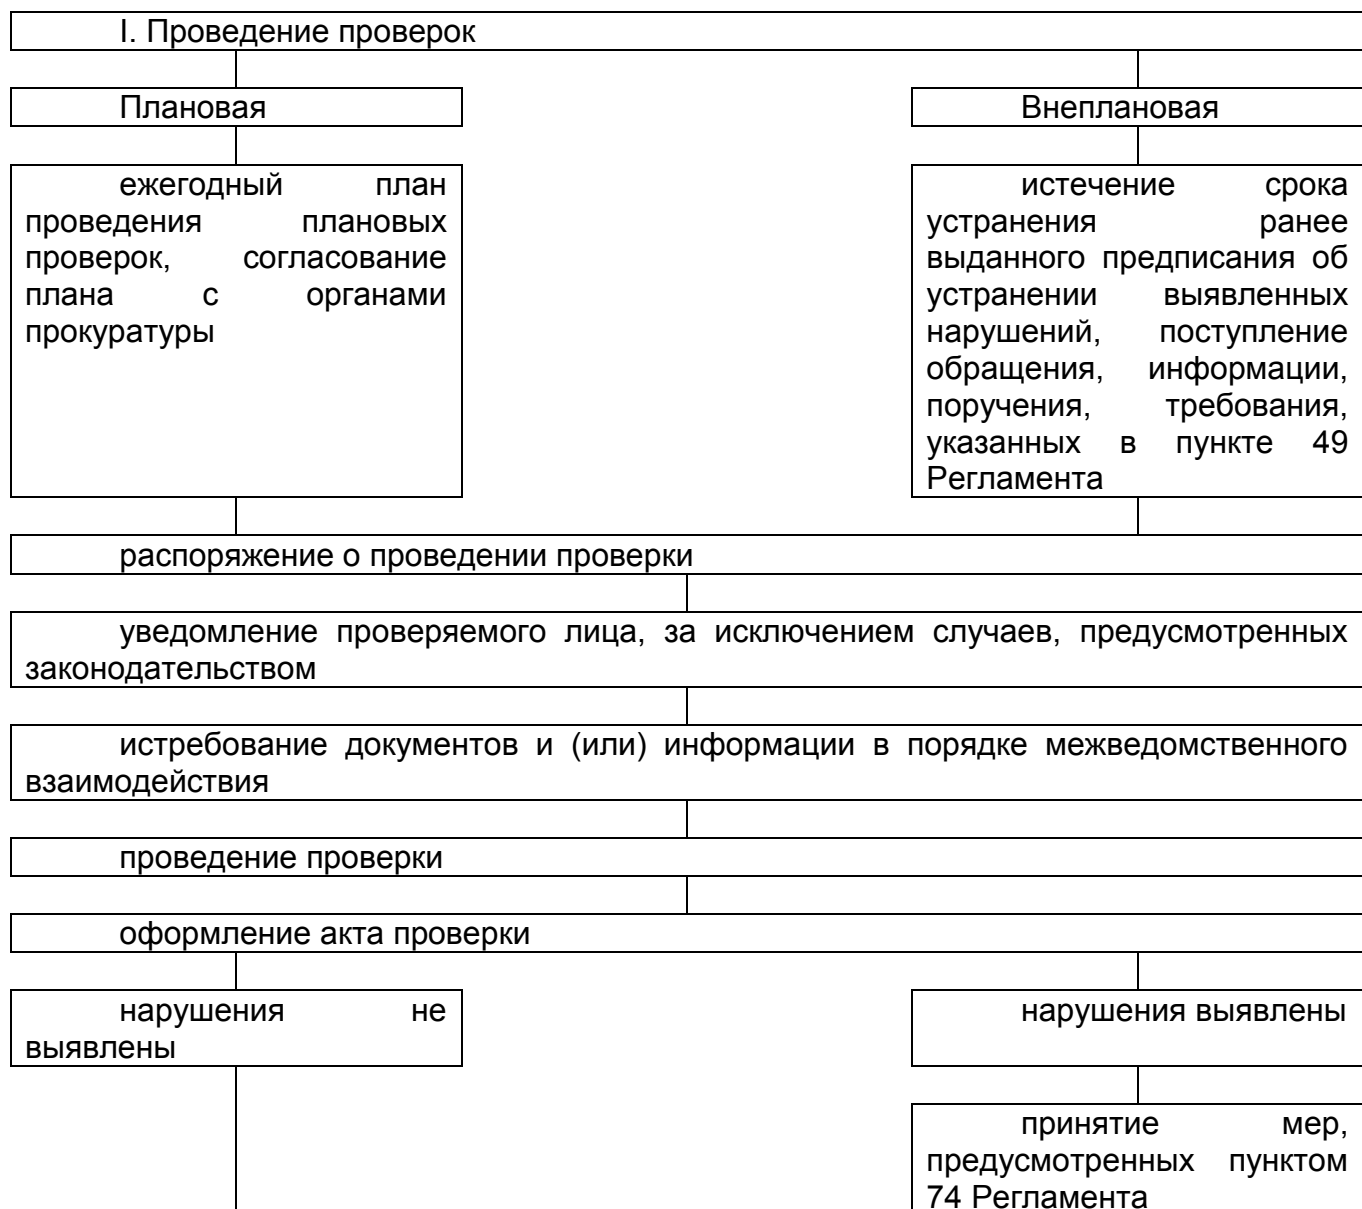 I. Проведение проверок
Плановая
Внеплановая
ежегодный план
проведения плановых
проверок, согласование
плана с органами
прокуратуры
истечение срока
устранения ранее
выданного предписания об
устранении выявленных
нарушений, поступление
обращения, информации,
поручения, требования,
указанных в пункте 49
Регламента
распоряжение о проведении проверки
уведомление проверяемого лица, за исключением случаев, предусмотренных
законодательством
истребование документов и (или) информации в порядке межведомственного
взаимодействия
проведение проверки
оформление акта проверки
нарушения не
выявлены
нарушения выявлены
принятие мер,
предусмотренных пунктом
74 Регламента